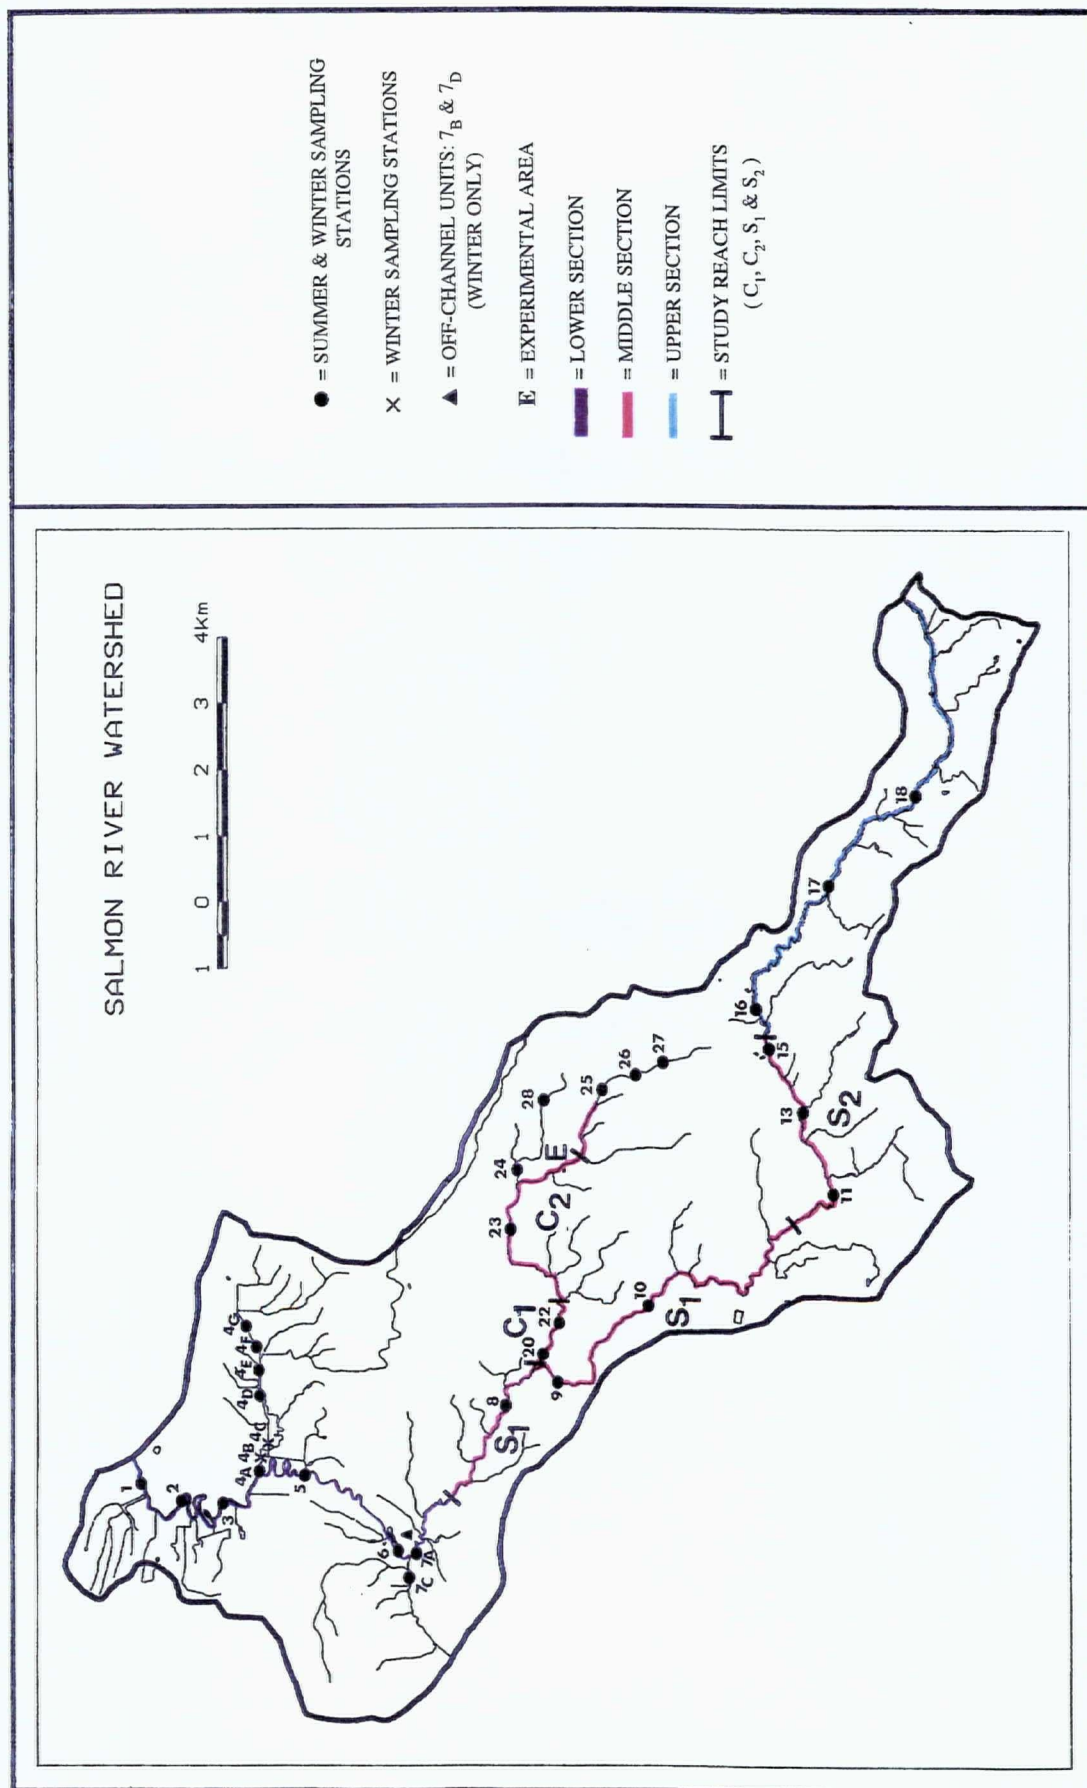 SALMON RIVER WATERSHED
1 0 1 2 3 4Km
1
2
3
4A
4B
4C
4D
4E
4F
4G
5
6
7A
7C
8
S1
9
20
C1
22
10
S1
23
C2
24
E
28
25
26
27
11
S2
13
15
16
17
18
● = SUMMER & WINTER SAMPLING
STATIONS
× = WINTER SAMPLING STATIONS
▲ = OFF-CHANNEL UNITS: 7B & 7D
(WINTER ONLY)
E = EXPERIMENTAL AREA
= LOWER SECTION
= MIDDLE SECTION
= UPPER SECTION
= STUDY REACH LIMITS
( C1, C2, S1 & S2 )